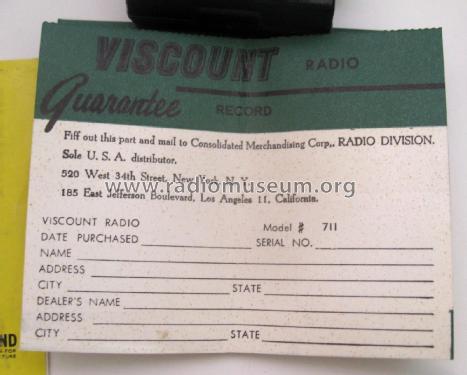 VISCOUNT RADIO
Guarantee RECORD
Fiff out this part and mail to Consolidated Merchandising Corp,. RADIO DIVISION.
Sole U. S. A. distributor.
520 West 34th Street, New York, N. Y.
www.radiomuseum.org
185 East Jefferson Boulevard, Los Angeles 11, California.
VISCOUNT RADIO Model # 711
DATE PURCHASED SERIAL NO.
NAME
ADDRESS
CITY STATE
DEALER'S NAME
ADDRESS
CITY STATE
ND